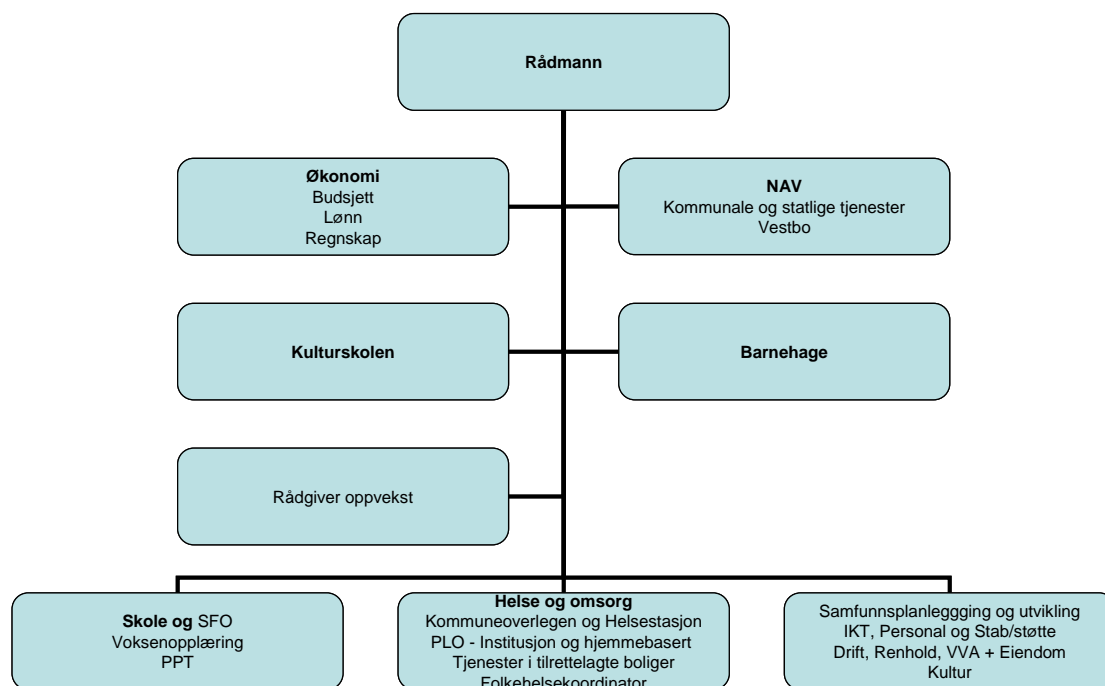 Rådmann
Økonomi
Budsjett
Lønn
Regnskap
NAV
Kommunale og statlige tjenester
Vestbo
Kulturskolen
Barnehage
Rådgiver oppvekst
Skole og SFO
Voksenopplæring
PPT
Helse og omsorg
Kommuneoverlegen og Helsestasjon
PLO - Institusjon og hjemmebasert
Tjenester i tilrettelagte boliger
Folkehelsekoordinator
Samfunnsplanleggging og utvikling
IKT, Personal og Stab/støtte
Drift, Renhold, VVA + Eiendom
Kultur